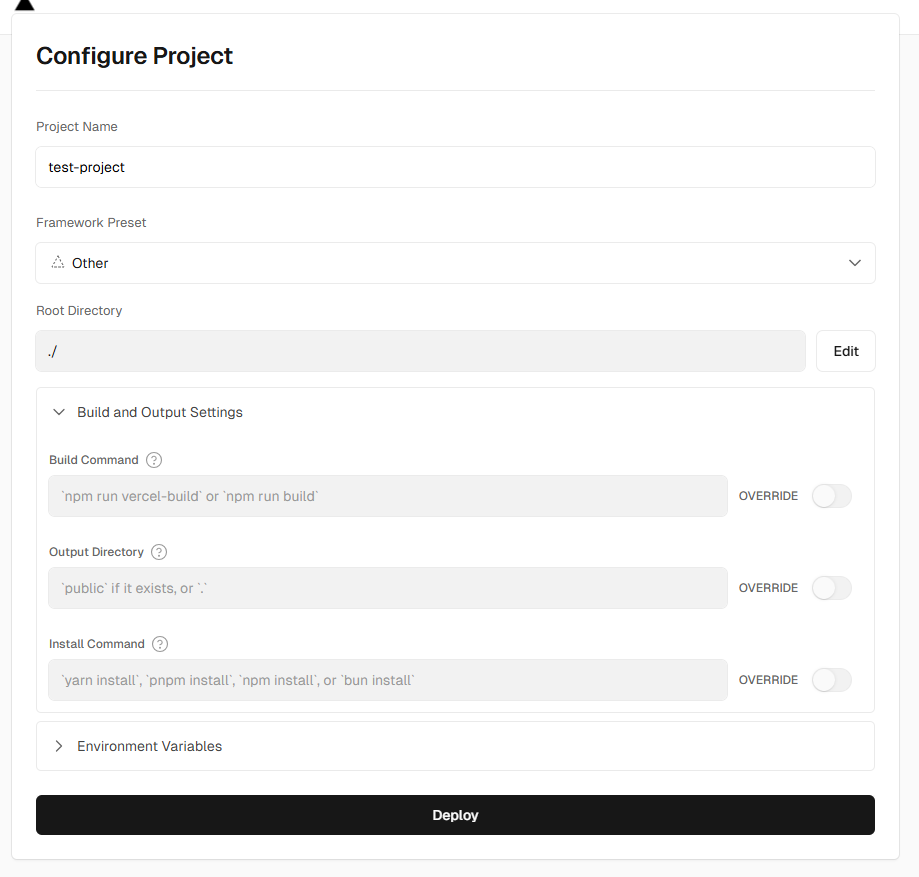 Configure Project
Project Name
test-project
Framework Preset
Other
Root Directory
./
Edit
Build and Output Settings
Build Command ?
`npm run vercel-build` or `npm run build`
OVERRIDE
Output Directory ?
`public` if it exists, or `.`
OVERRIDE
Install Command ?
`yarn install`, `pnpm install`, `npm install`, or `bun install`
OVERRIDE
Environment Variables
Deploy